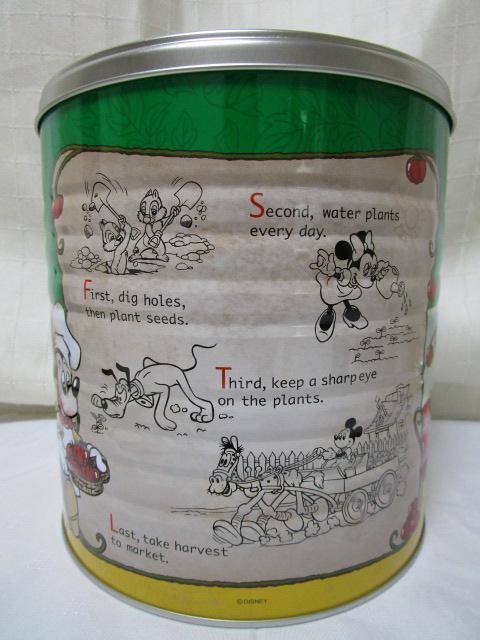 First, dig holes,
then plant seeds.
Second, water plants
every day.
Third, keep a sharp eye
on the plants.
Last, take harvest
to market.
©DISNEY